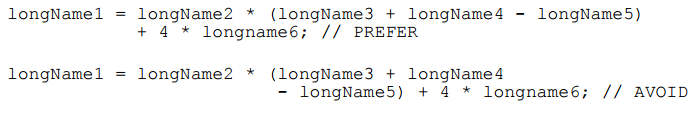 longName1 = longName2 * (longName3 + longName4 - longName5)
+ 4 * longname6; // PREFER
longName1 = longName2 * (longName3 + longName4
- longName5) + 4 * longname6; // AVOID